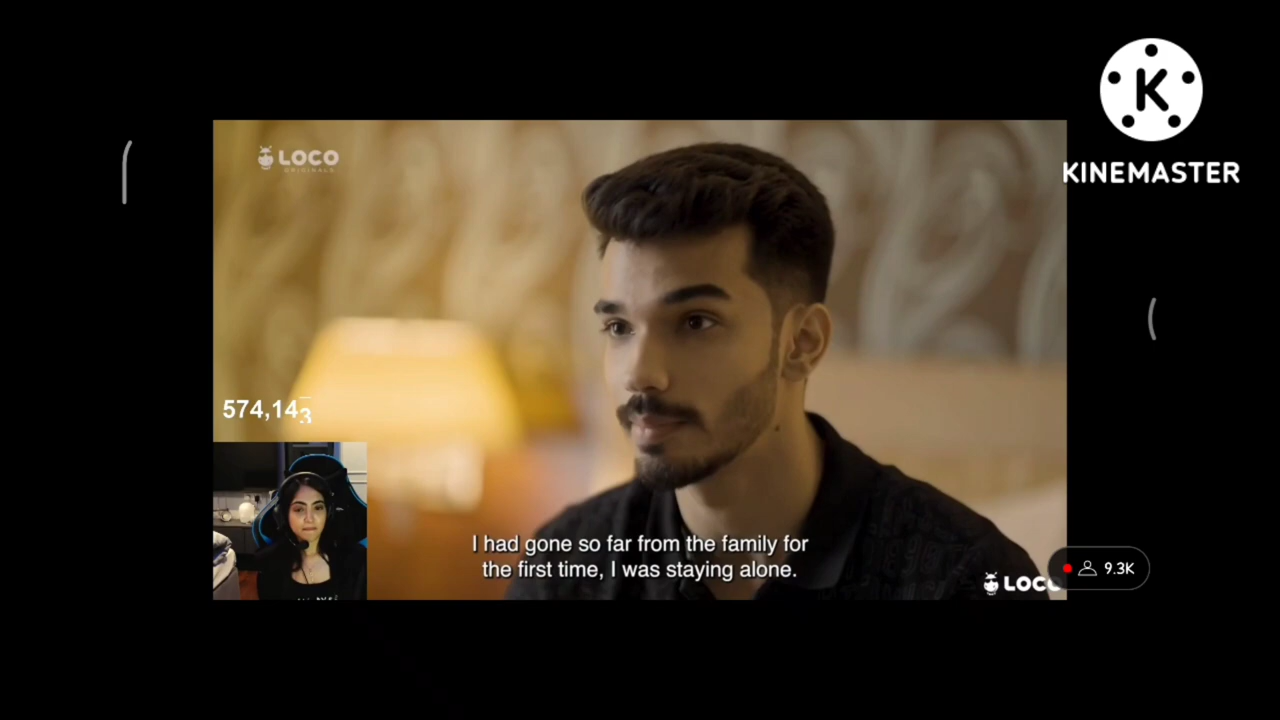 K
KINEMASTER
LOCO
ORIGINALS
574,143
I had gone so far from the family for
the first time, I was staying alone.
LOCO
9.3K